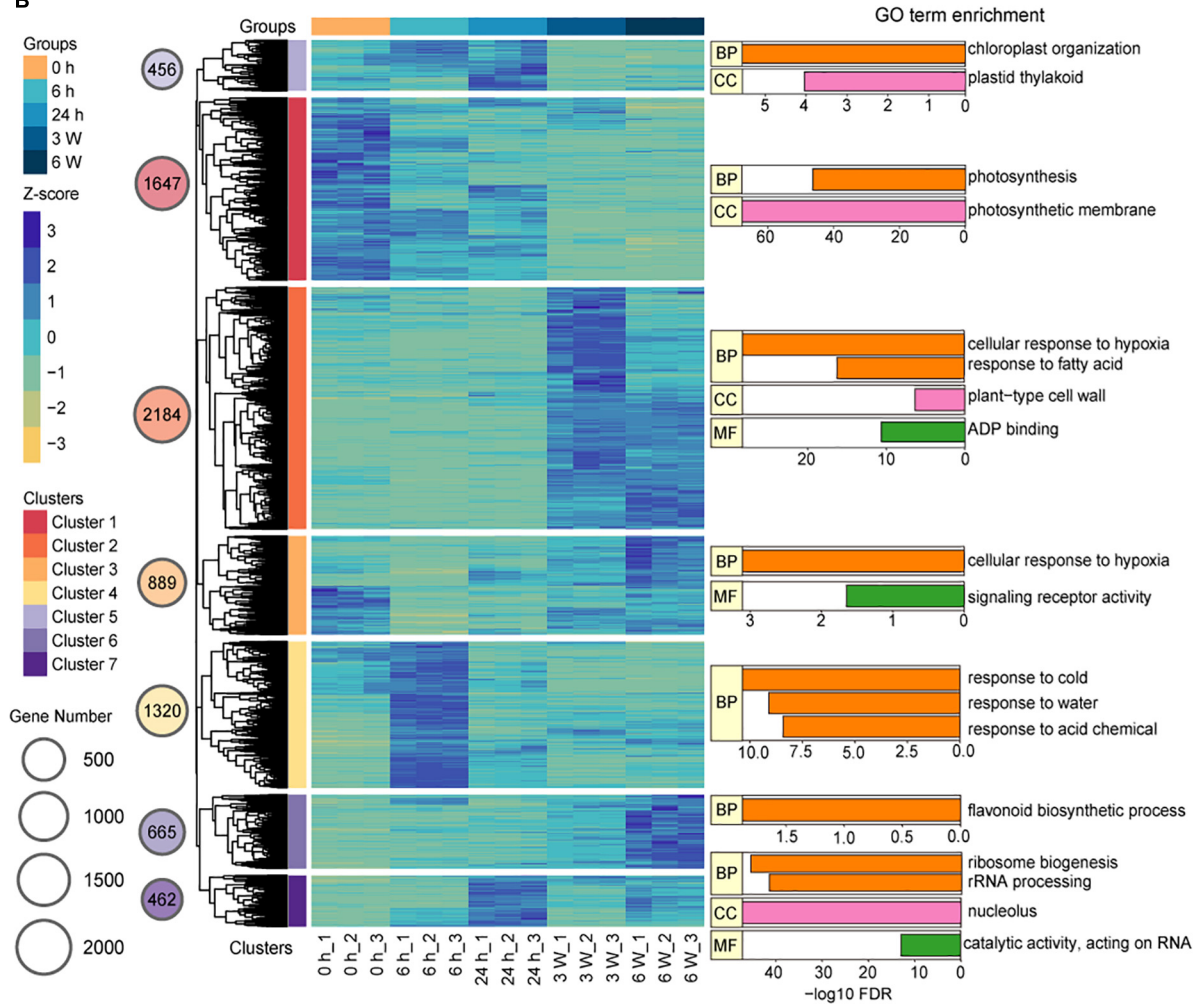 B
Groups
0 h
6 h
24 h
3 W
6 W
Z-score
3
2
1
0
−1
−2
−3
Clusters
Cluster 1
Cluster 2
Cluster 3
Cluster 4
Cluster 5
Cluster 6
Cluster 7
Gene Number
500
1000
1500
2000
Groups
456
1647
2184
889
1320
665
462
Clusters
0 h_1
0 h_2
0 h_3
6 h_1
6 h_2
6 h_3
24 h_1
24 h_2
24 h_3
3 W_1
3 W_2
3 W_3
6 W_1
6 W_2
6 W_3
GO term enrichment
BP chloroplast organization
CC plastid thylakoid
5 4 3 2 1 0
BP photosynthesis
CC photosynthetic membrane
60 40 20 0
BP cellular response to hypoxia
response to fatty acid
CC plant−type cell wall
MF ADP binding
20 10 0
BP cellular response to hypoxia
MF signaling receptor activity
3 2 1 0
BP response to cold
response to water
response to acid chemical
10.0 7.5 5.0 2.5 0.0
BP flavonoid biosynthetic process
1.5 1.0 0.5 0.0
BP ribosome biogenesis
rRNA processing
CC nucleolus
MF catalytic activity, acting on RNA
40 30 20 10 0
−log10 FDR